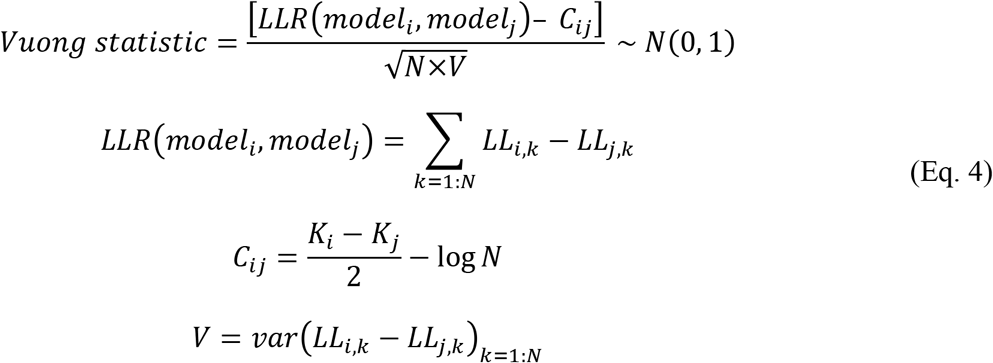 Vuong statistic = [LLR(model_i, model_j) – C_ij] / √(N×V) ~ N(0, 1)
LLR(model_i, model_j) = ∑_{k=1:N} LL_{i,k} − LL_{j,k}
(Eq. 4)
C_ij = (K_i − K_j) / 2 − log N
V = var(LL_{i,k} − LL_{j,k})_{k=1:N}